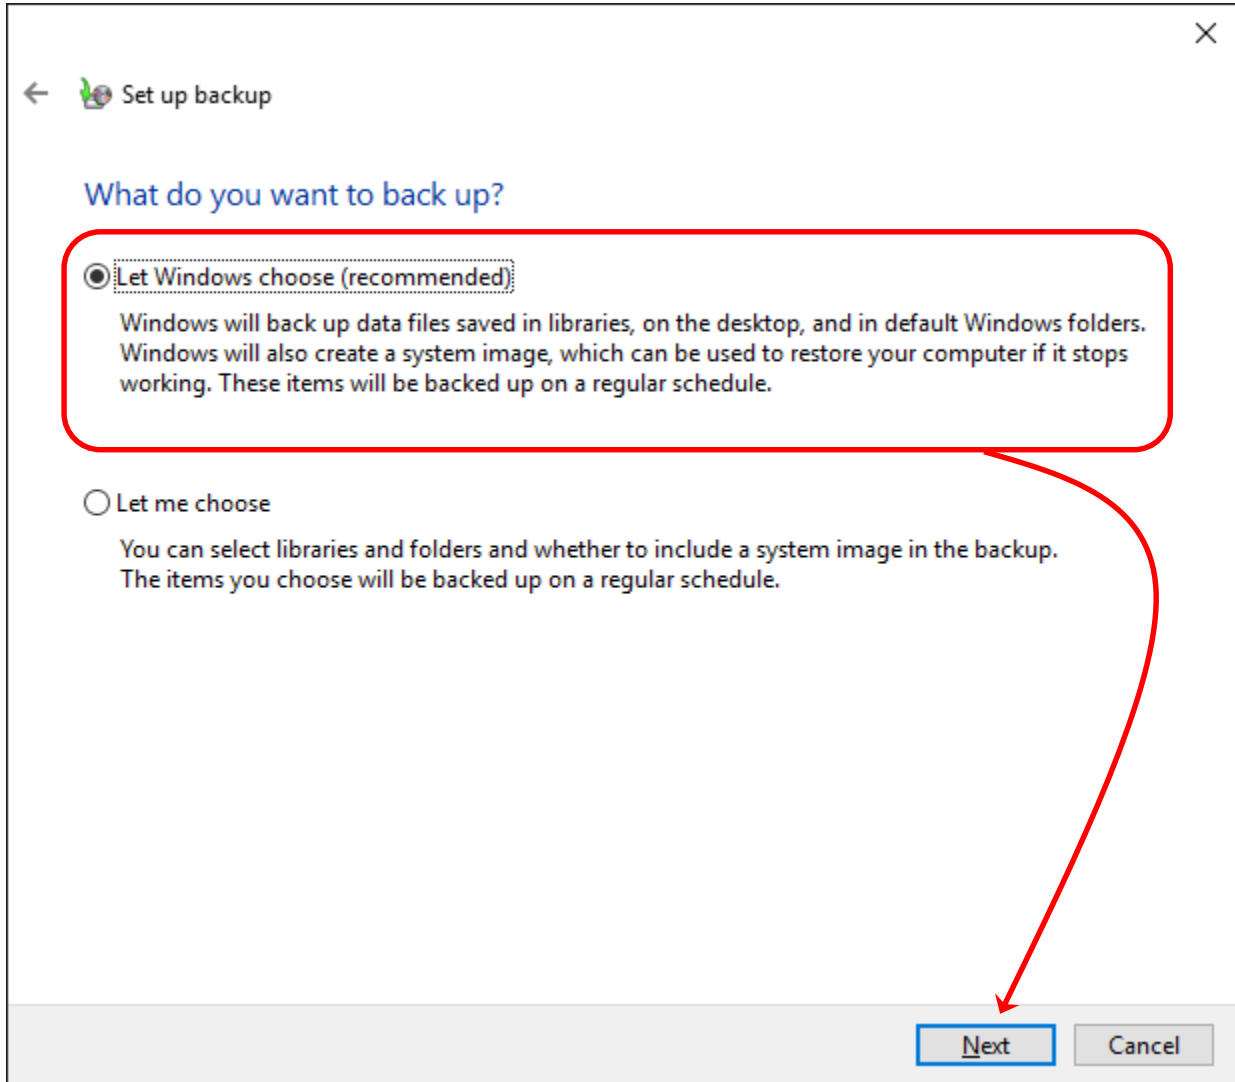 Set up backup
What do you want to back up?
Let Windows choose (recommended)
Windows will back up data files saved in libraries, on the desktop, and in default Windows folders.
Windows will also create a system image, which can be used to restore your computer if it stops
working. These items will be backed up on a regular schedule.
Let me choose
You can select libraries and folders and whether to include a system image in the backup.
The items you choose will be backed up on a regular schedule.
Next
Cancel